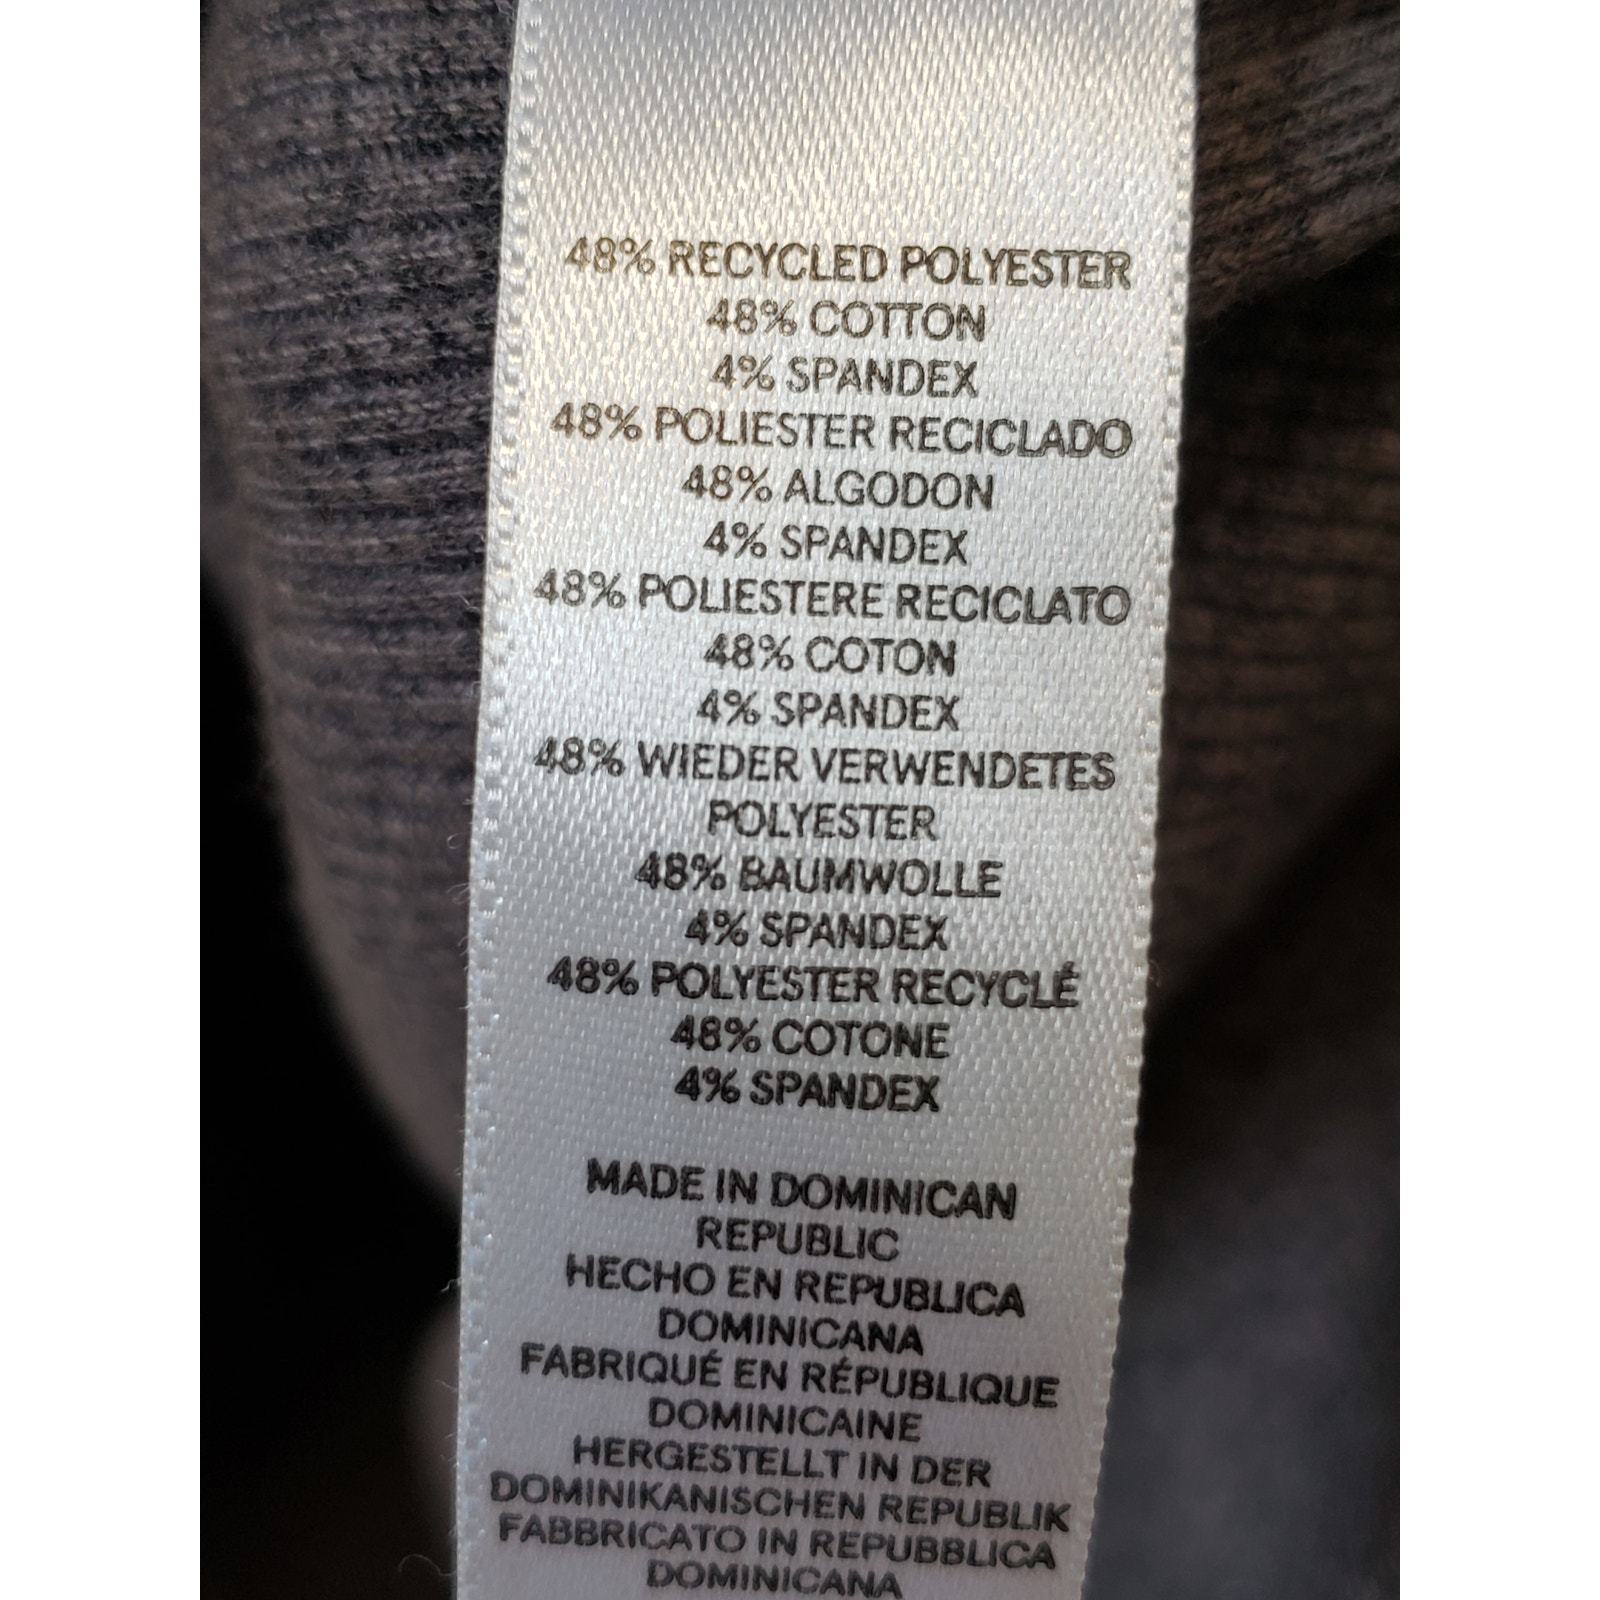 48% RECYCLED POLYESTER
48% COTTON
4% SPANDEX
48% POLIESTER RECICLADO
48% ALGODON
4% SPANDEX
48% POLIESTERE RECICLATO
48% COTON
4% SPANDEX
48% WIEDER VERWENDETES
POLYESTER
48% BAUMWOLLE
4% SPANDEX
48% POLYESTER RECYCLÉ
48% COTONE
4% SPANDEX
MADE IN DOMINICAN
REPUBLIC
HECHO EN REPUBLICA
DOMINICANA
FABRIQUÉ EN RÉPUBLIQUE
DOMINICAINE
HERGESTELLT IN DER
DOMINIKANISCHEN REPUBLIK
FABBRICATO IN REPUBBLICA
DOMINICANA